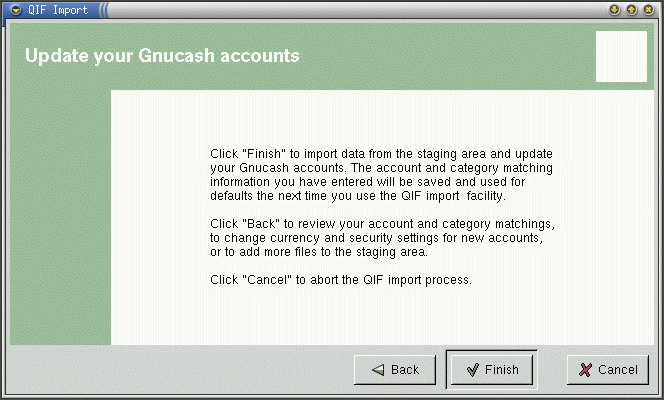 QIF Import
Update your Gnucash accounts
Click "Finish" to import data from the staging area and update
your Gnucash accounts. The account and category matching
information you have entered will be saved and used for
defaults the next time you use the QIF import  facility.
Click "Back" to review your account and category matchings,
to change currency and security settings for new accounts,
or to add more files to the staging area.
Click "Cancel" to abort the QIF import process.
Back
Finish
Cancel